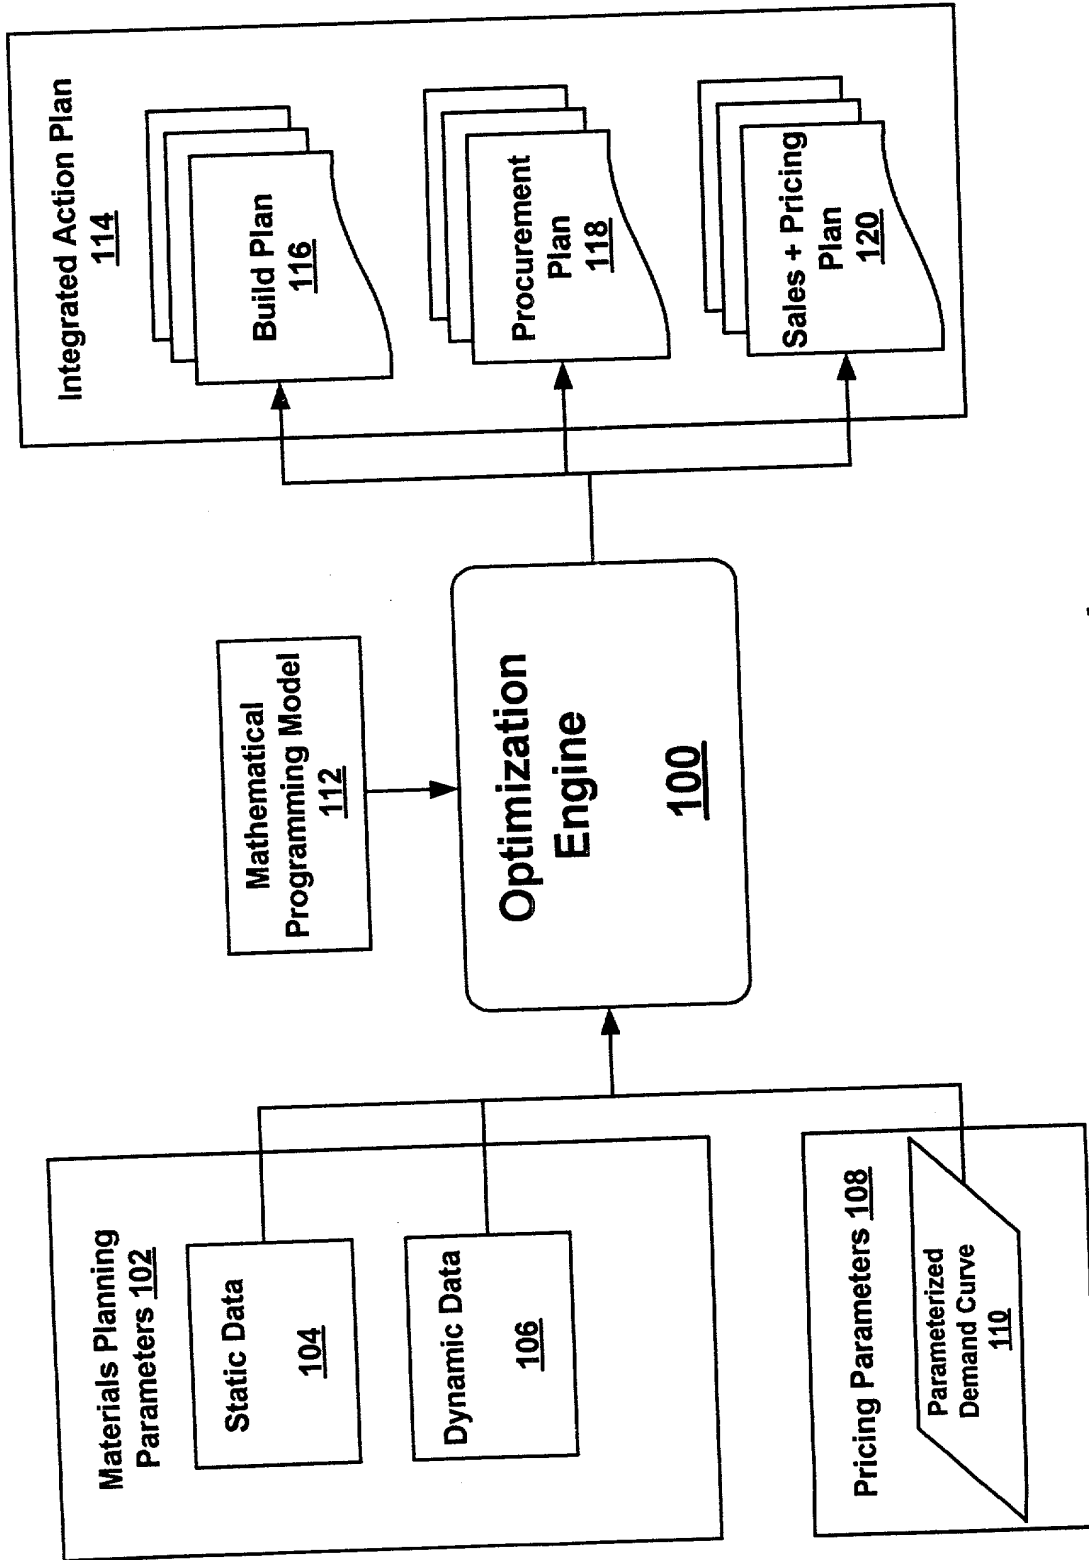 Materials Planning
Parameters 102
Static Data
104
Dynamic Data
106
Pricing Parameters 108
Parameterized
Demand Curve
110
Mathematical
Programming Model
112
Optimization
Engine
100
Integrated Action Plan
114
Build Plan
116
Procurement
Plan
118
Sales + Pricing
Plan
120